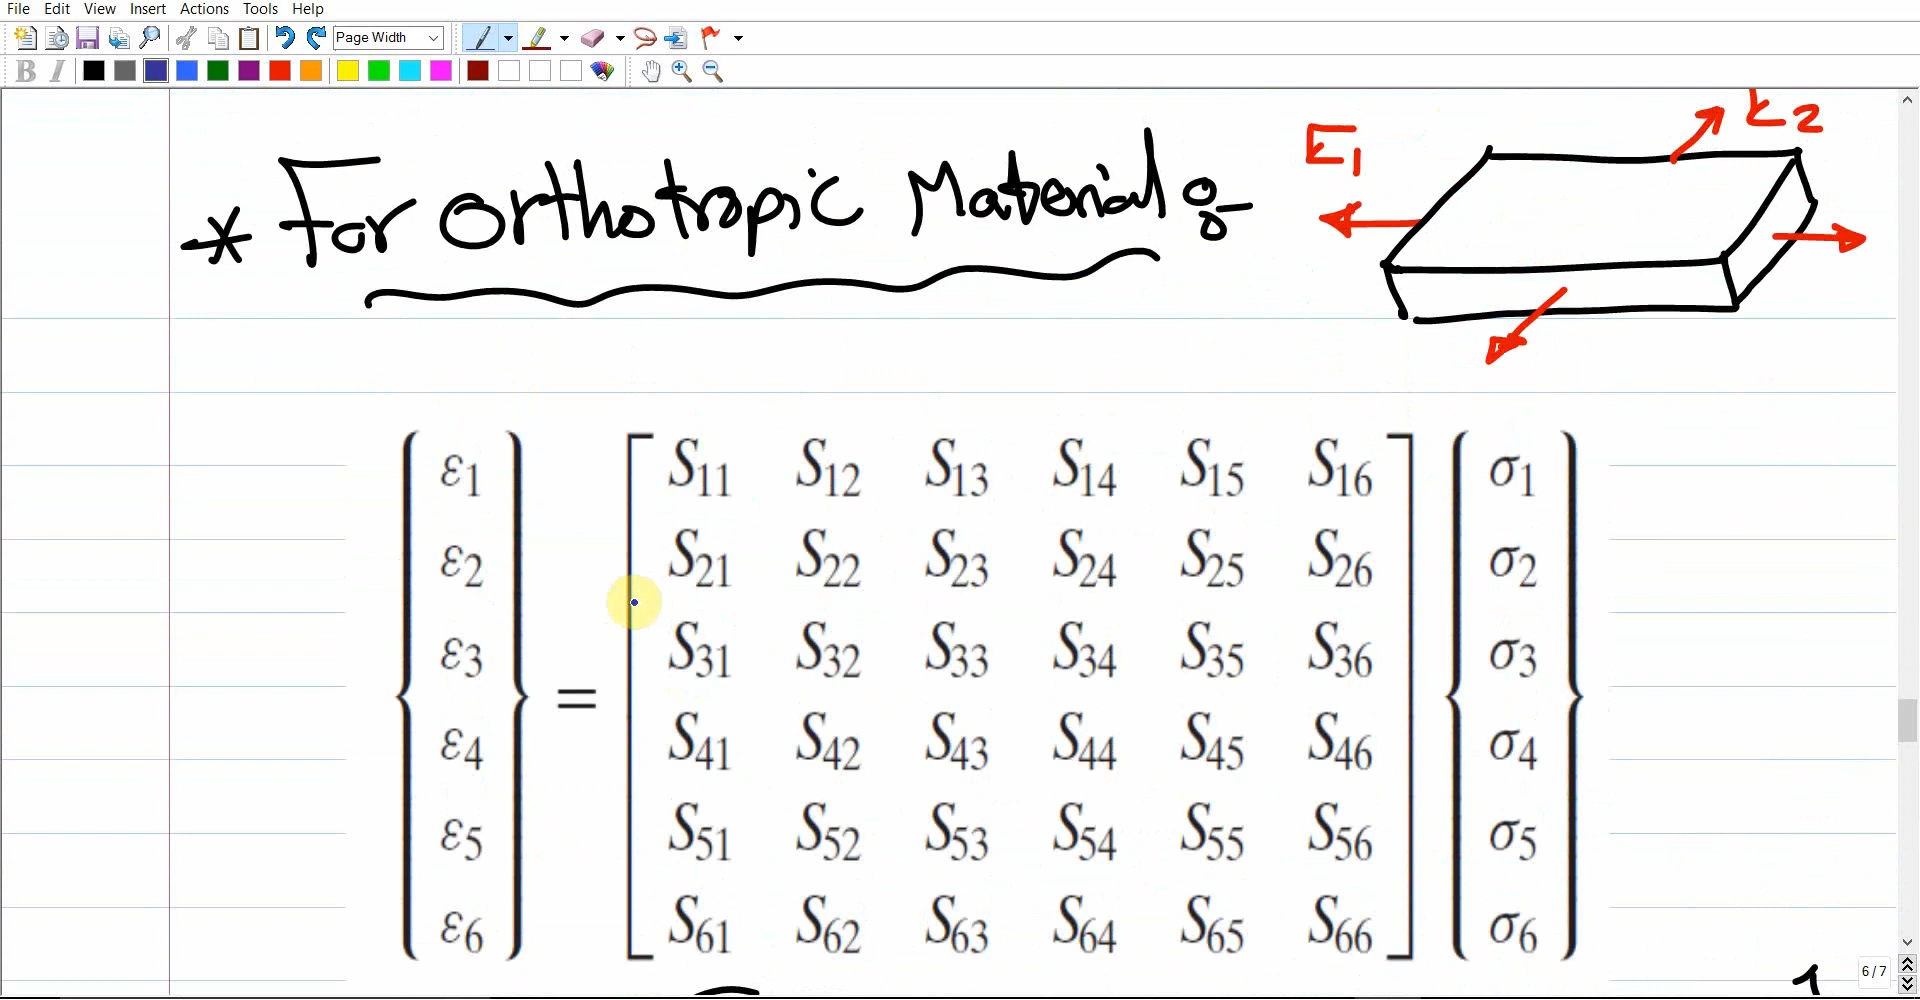 File Edit View Insert Actions Tools Help
Page Width
B I
* For Orthotropic Material :-
E1
E2
ε1 S11 S12 S13 S14 S15 S16 σ1
ε2 S21 S22 S23 S24 S25 S26 σ2
ε3 S31 S32 S33 S34 S35 S36 σ3
=
ε4 S41 S42 S43 S44 S45 S46 σ4
ε5 S51 S52 S53 S54 S55 S56 σ5
ε6 S61 S62 S63 S64 S65 S66 σ6
6 / 7